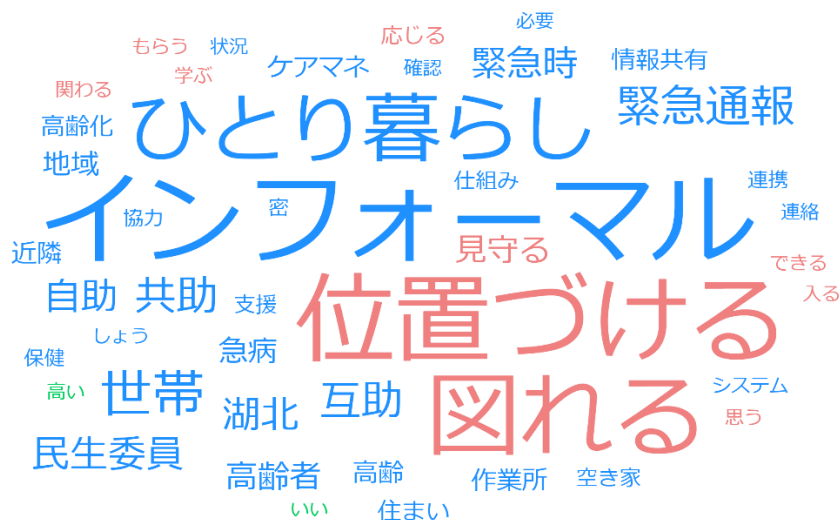 必要
もらう
状況
応じる
ケアマネ
確認
緊急時
情報共有
学ぶ
関わる
高齢化
ひとり暮らし
緊急通報
地域
インフォーマル
仕組み
連携
協力
密
連絡
近隣
見守る
できる
自助
共助
支援
位置づける
入る
しょう
保健
急病
高い
世帯
湖北
互助
図れる
システム
思う
民生委員
高齢者
高齢
作業所
空き家
いい
住まい